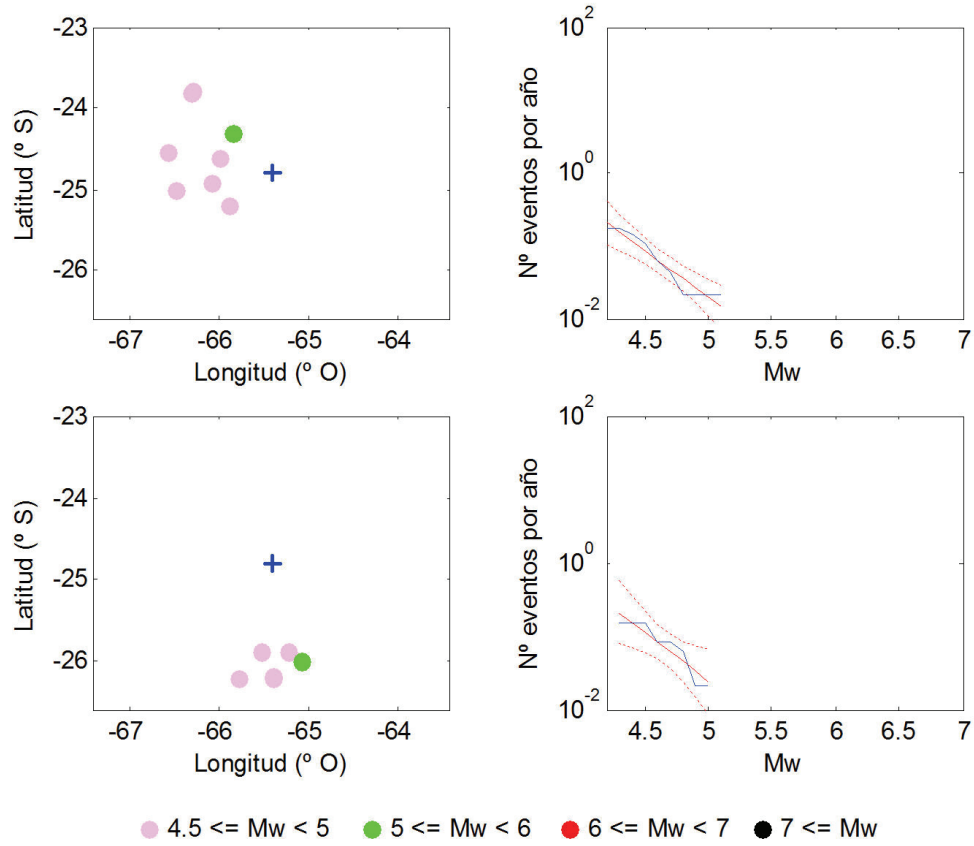 -23
-24
-25
-26
Latitud (º S)
-67 -66 -65 -64
Longitud (º O)
10^2
10^0
10^-2
Nº eventos por año
4.5 5 5.5 6 6.5 7
Mw
-23
-24
-25
-26
Latitud (º S)
-67 -66 -65 -64
Longitud (º O)
10^2
10^0
10^-2
Nº eventos por año
4.5 5 5.5 6 6.5 7
Mw
4.5 <= Mw < 5 5 <= Mw < 6 6 <= Mw < 7 7 <= Mw